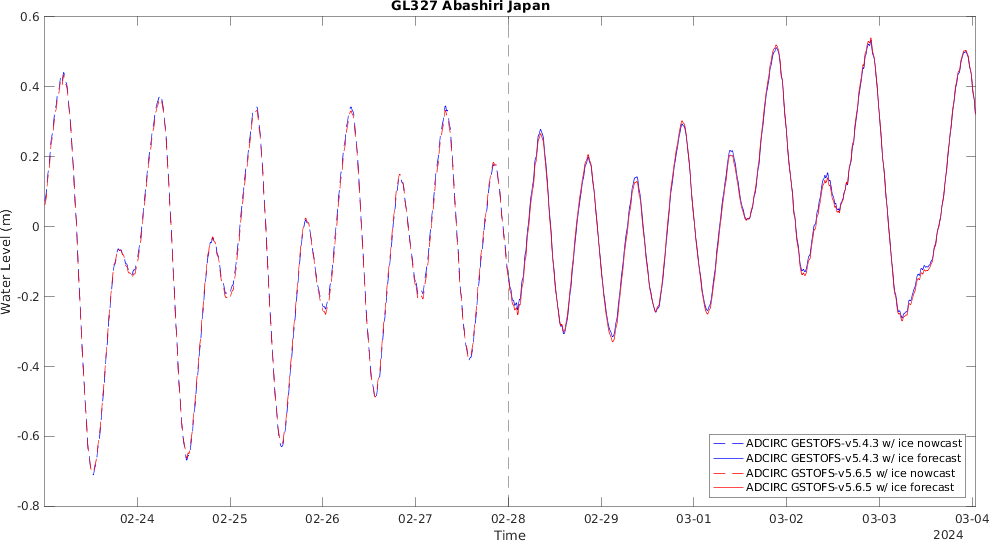 GL327 Abashiri Japan
0.6
0.4
0.2
0
-0.2
-0.4
-0.6
-0.8
Water Level (m)
ADCIRC GESTOFS-v5.4.3 w/ ice nowcast
ADCIRC GESTOFS-v5.4.3 w/ ice forecast
ADCIRC GSTOFS-v5.6.5 w/ ice nowcast
ADCIRC GSTOFS-v5.6.5 w/ ice forecast
02-24 02-25 02-26 02-27 02-28 02-29 03-01 03-02 03-03 03-04
Time 2024